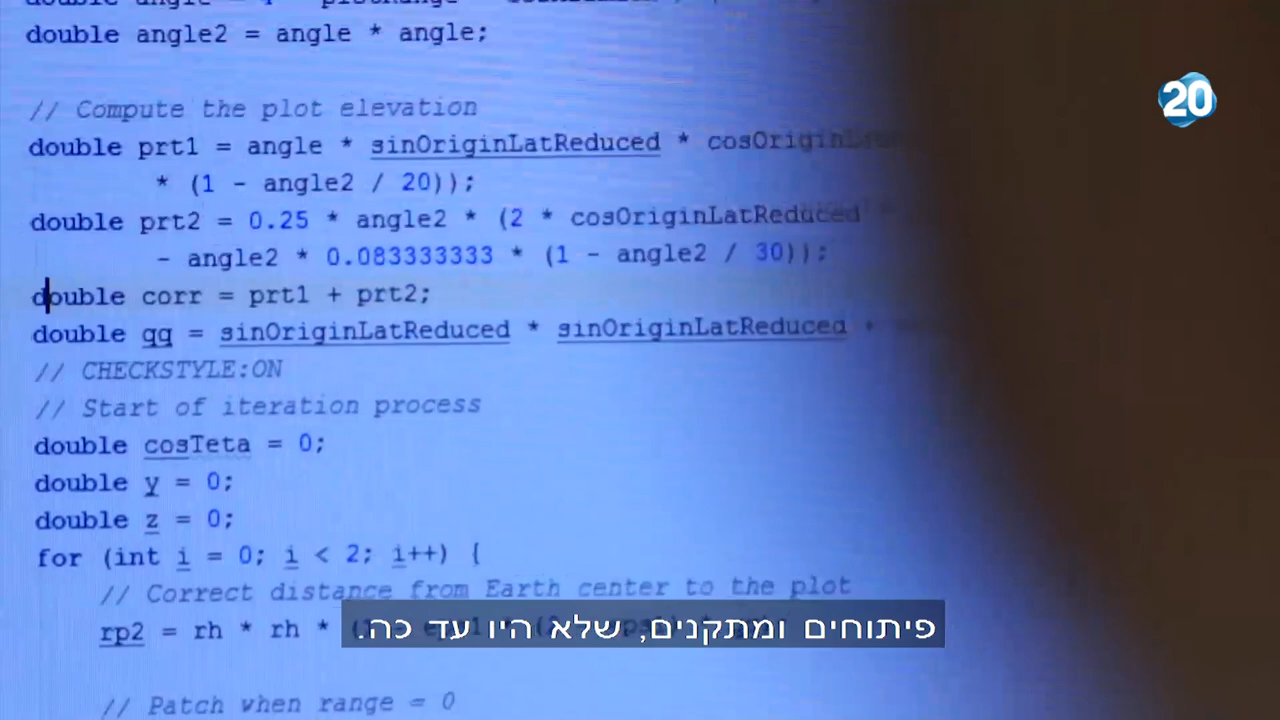 double angle2 = angle * angle;
// Compute the plot elevation
20
double prt1 = angle * sinOriginLatReduced *
* (1 - angle2 / 20));
double prt2 = 0.25 * angle2 * (2 * cosOriginLatReduced
- angle2 * 0.083333333 * (1 - angle2 / 30));
double corr = prt1 + prt2;
double qq = sinOriginLatReduced * sinOriginLatReduced +
// CHECKSTYLE:ON
// Start of iteration process
double cosTeta = 0;
double y = 0;
double z = 0;
for (int i = 0; i < 2; i++) {
// Correct distance from Earth center to the plot
rp2 = rh * rh *
פיתוחים ומתקנים, שלא היו עד כה.
// Patch when range = 0